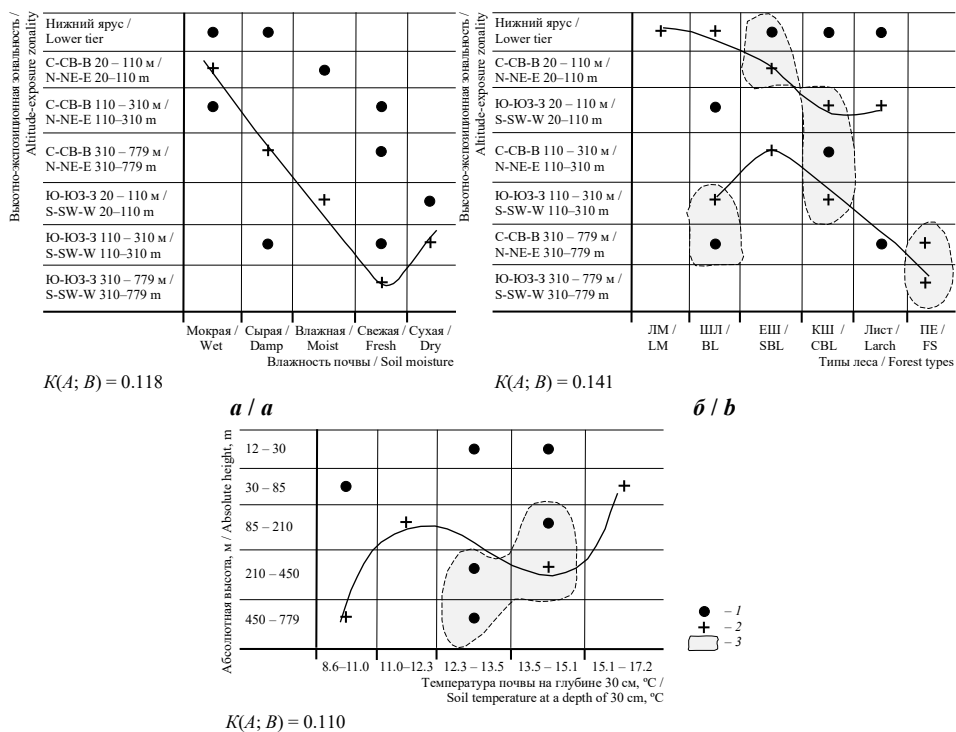 Высотно-экспозиционная зональность /
Altitude-exposure zonality
Нижний ярус /
Lower tier
С-СВ-В 20 – 110 м /
N-NE-E 20–110 m
С-СВ-В 110 – 310 м /
N-NE-E 110–310 m
С-СВ-В 310 – 779 м /
N-NE-E 310–779 m
Ю-ЮЗ-З 20 – 110 м /
S-SW-W 20–110 m
Ю-ЮЗ-З 110 – 310 м /
S-SW-W 110–310 m
Ю-ЮЗ-З 310 – 779 м /
S-SW-W 310–779 m
Мокрая / Сырая / Влажная / Свежая / Сухая /
Wet Damp Moist Fresh Dry
Влажность почвы / Soil moisture
K(A; B) = 0.118
а / a
Высотно-экспозиционная зональность /
Altitude-exposure zonality
Нижний ярус /
Lower tier
С-СВ-В 20 – 110 м /
N-NE-E 20–110 m
Ю-ЮЗ-З 20 – 110 м /
S-SW-W 20–110 m
С-СВ-В 110 – 310 м /
N-NE-E 110–310 m
Ю-ЮЗ-З 110 – 310 м /
S-SW-W 110–310 m
С-СВ-В 310 – 779 м /
N-NE-E 310–779 m
Ю-ЮЗ-З 310 – 779 м /
S-SW-W 310–779 m
ЛМ / ШЛ / ЕШ / КШ / Лист / ПЕ /
LM BL SBL CBL Larch FS
Типы леса / Forest types
K(A; B) = 0.141
б / b
Абсолютная высота, м / Absolute height, m
12 – 30
30 – 85
85 – 210
210 – 450
450 – 779
8.6–11.0 11.0–12.3 12.3 – 13.5 13.5 – 15.1 15.1 – 17.2
Температура почвы на глубине 30 см, ºС /
Soil temperature at a depth of 30 cm, ºC
K(A; B) = 0.110
– 1
– 2
– 3